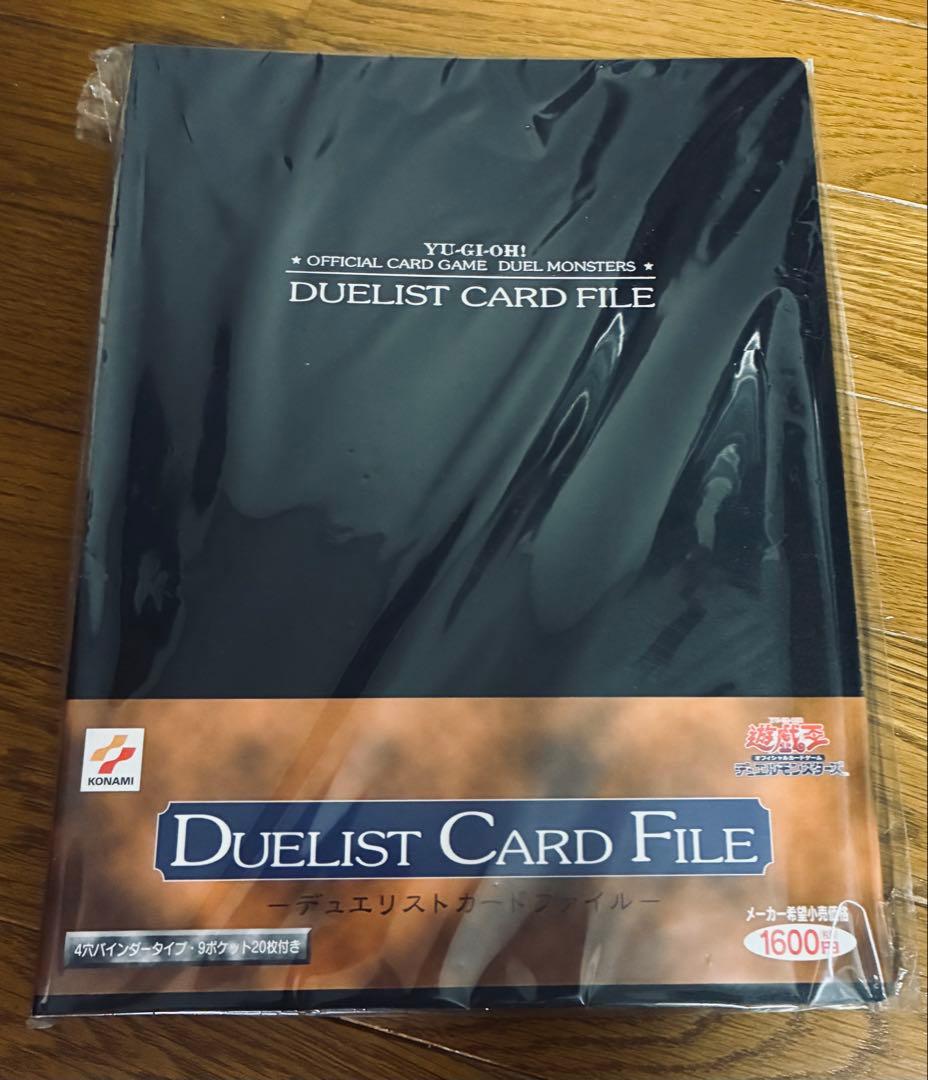 YU-GI-OH!
★ OFFICIAL CARD GAME DUEL MONSTERS ★
DUELIST CARD FILE
KONAMI
遊戯王
オフィシャルカードゲーム
デュエルモンスターズ
DUELIST CARD FILE
－デュエリストカードファイル－
メーカー希望小売価格
1600円
4穴バインダータイプ・9ポケット20枚付き